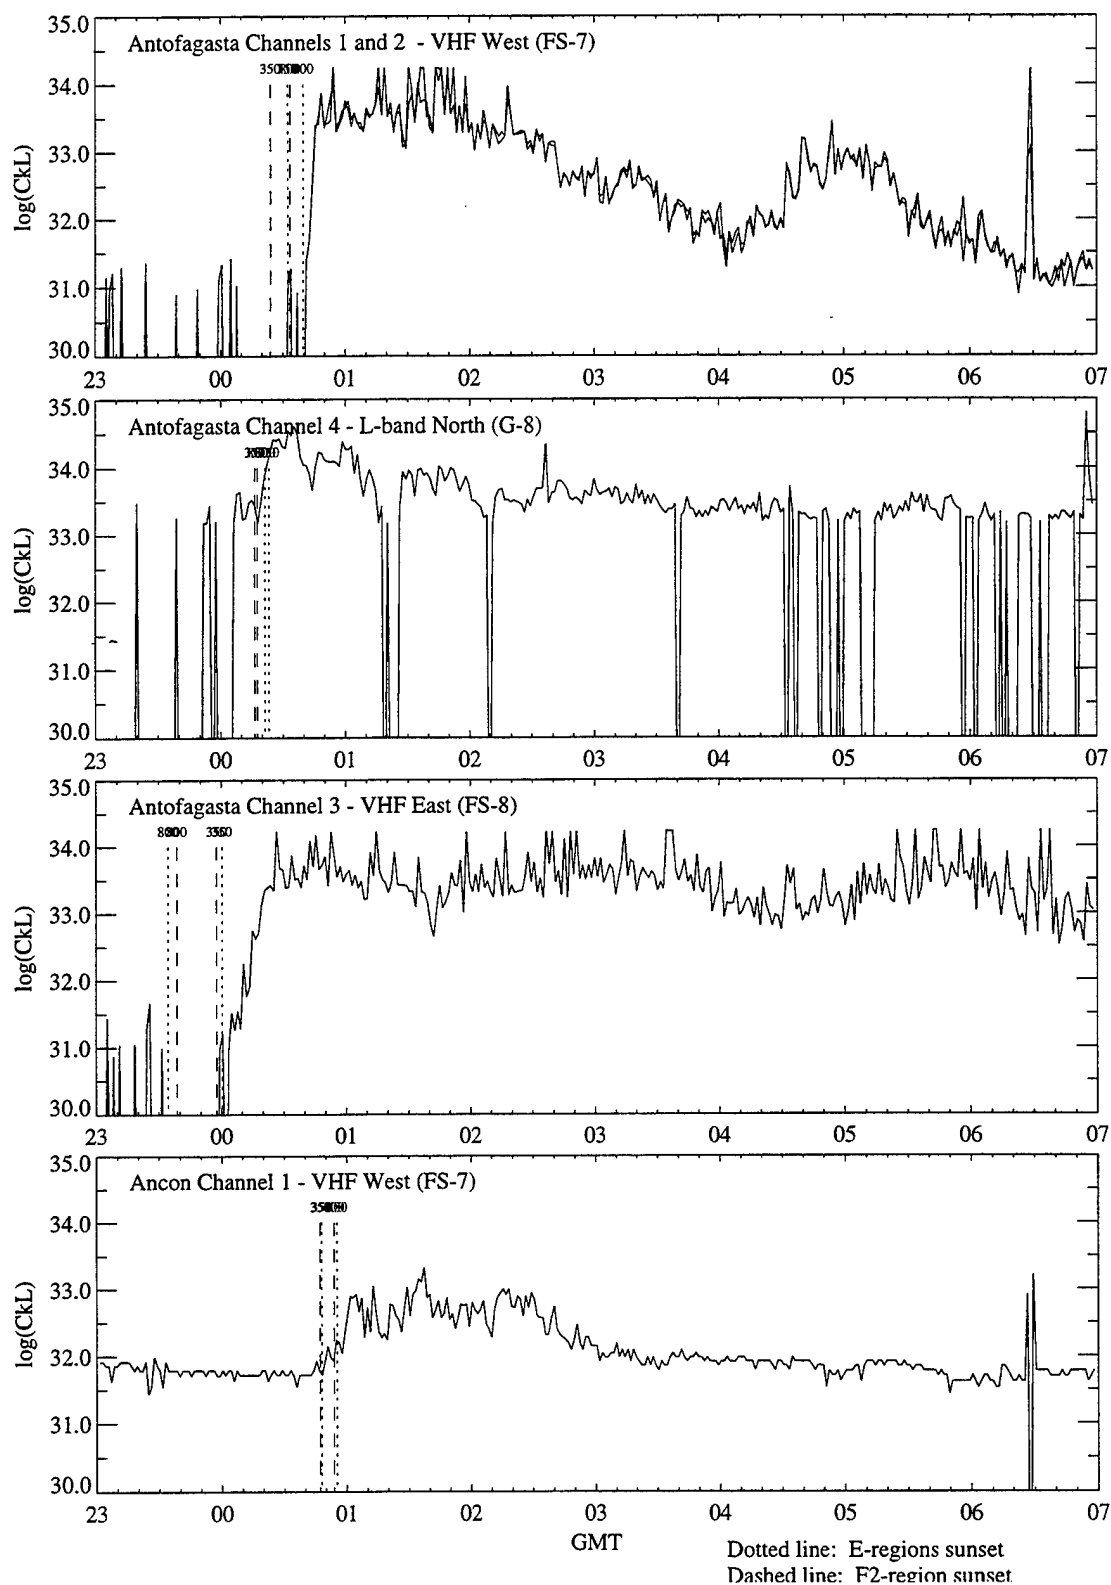 35.0
Antofagasta Channels 1 and 2 - VHF West (FS-7)
34.0
33.0
32.0
31.0
30.0
log(CkL)
23 00 01 02 03 04 05 06 07
35.0
Antofagasta Channel 4 - L-band North (G-8)
34.0
33.0
32.0
31.0
30.0
log(CkL)
23 00 01 02 03 04 05 06 07
35.0
Antofagasta Channel 3 - VHF East (FS-8)
34.0
33.0
32.0
31.0
30.0
log(CkL)
23 00 01 02 03 04 05 06 07
35.0
Ancon Channel 1 - VHF West (FS-7)
34.0
33.0
32.0
31.0
30.0
log(CkL)
23 00 01 02 03 04 05 06 07
GMT
Dotted line: E-regions sunset
Dashed line: F2-region sunset